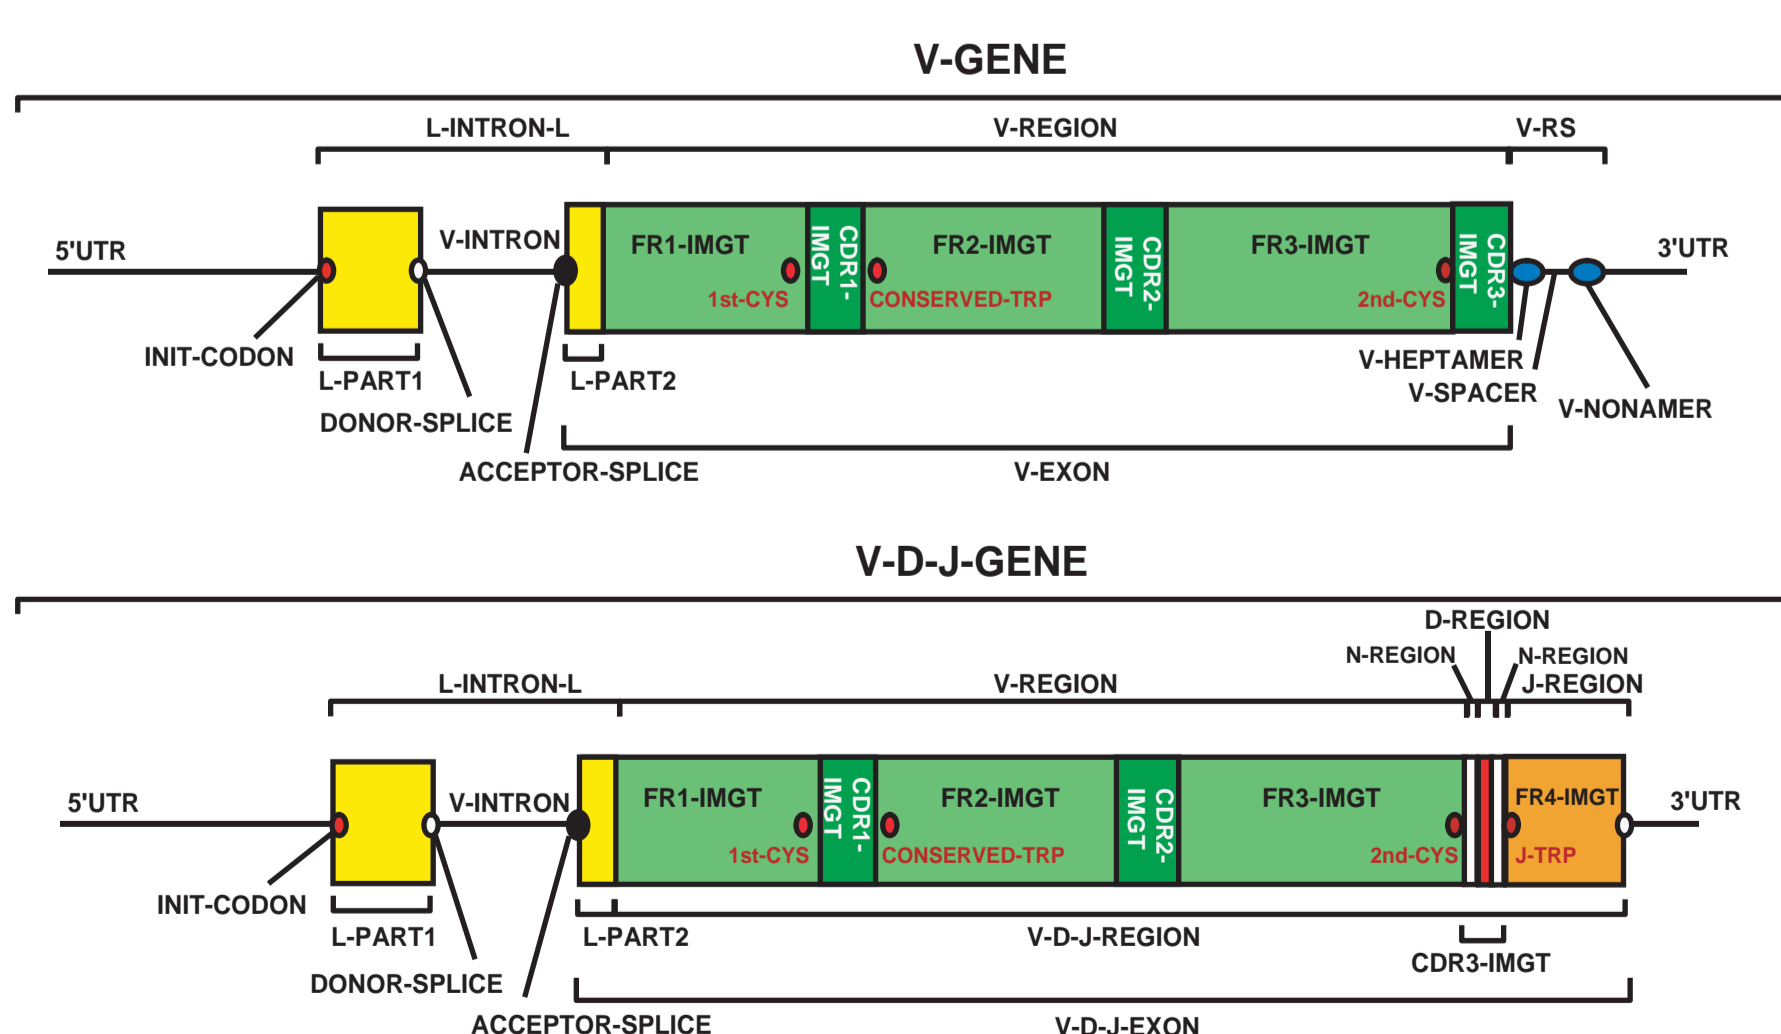 V-GENE
L-INTRON-L
V-REGION
V-RS
5'UTR
V-INTRON
FR1-IMGT
CDR1-
IMGT
FR2-IMGT
CDR2-
IMGT
FR3-IMGT
CDR3-
IMGT
3'UTR
1st-CYS
CONSERVED-TRP
2nd-CYS
INIT-CODON
L-PART1
DONOR-SPLICE
ACCEPTOR-SPLICE
L-PART2
V-HEPTAMER
V-SPACER
V-NONAMER
V-EXON
V-D-J-GENE
D-REGION
N-REGION
N-REGION
L-INTRON-L
V-REGION
J-REGION
5'UTR
V-INTRON
FR1-IMGT
CDR1-
IMGT
FR2-IMGT
CDR2-
IMGT
FR3-IMGT
FR4-IMGT
3'UTR
1st-CYS
CONSERVED-TRP
2nd-CYS
J-TRP
INIT-CODON
L-PART1
L-PART2
V-D-J-REGION
CDR3-IMGT
DONOR-SPLICE
ACCEPTOR-SPLICE
V-D-J-EXON